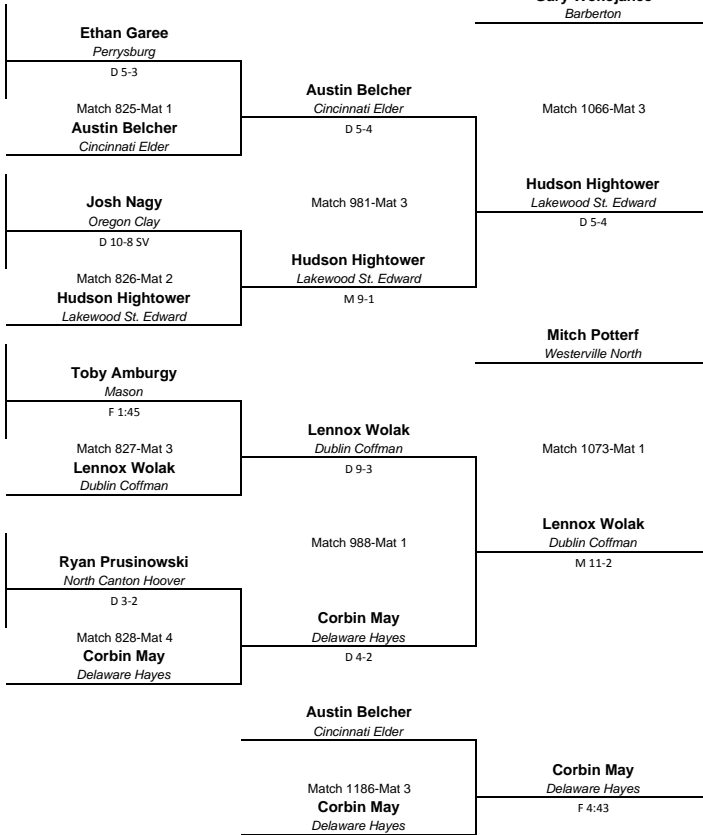 Ethan Garee
Perrysburg
D 5-3
Match 825-Mat 1
Austin Belcher
Cincinnati Elder
Josh Nagy
Oregon Clay
D 10-8 SV
Match 826-Mat 2
Hudson Hightower
Lakewood St. Edward
Toby Amburgy
Mason
F 1:45
Match 827-Mat 3
Lennox Wolak
Dublin Coffman
Ryan Prusinowski
North Canton Hoover
D 3-2
Match 828-Mat 4
Corbin May
Delaware Hayes
Austin Belcher
Cincinnati Elder
D 5-4
Match 981-Mat 3
Hudson Hightower
Lakewood St. Edward
M 9-1
Lennox Wolak
Dublin Coffman
D 9-3
Match 988-Mat 1
Corbin May
Delaware Hayes
D 4-2
Austin Belcher
Cincinnati Elder
Match 1186-Mat 3
Corbin May
Delaware Hayes
Barberton
Match 1066-Mat 3
Hudson Hightower
Lakewood St. Edward
D 5-4
Mitch Potterf
Westerville North
Match 1073-Mat 1
Lennox Wolak
Dublin Coffman
M 11-2
Corbin May
Delaware Hayes
F 4:43